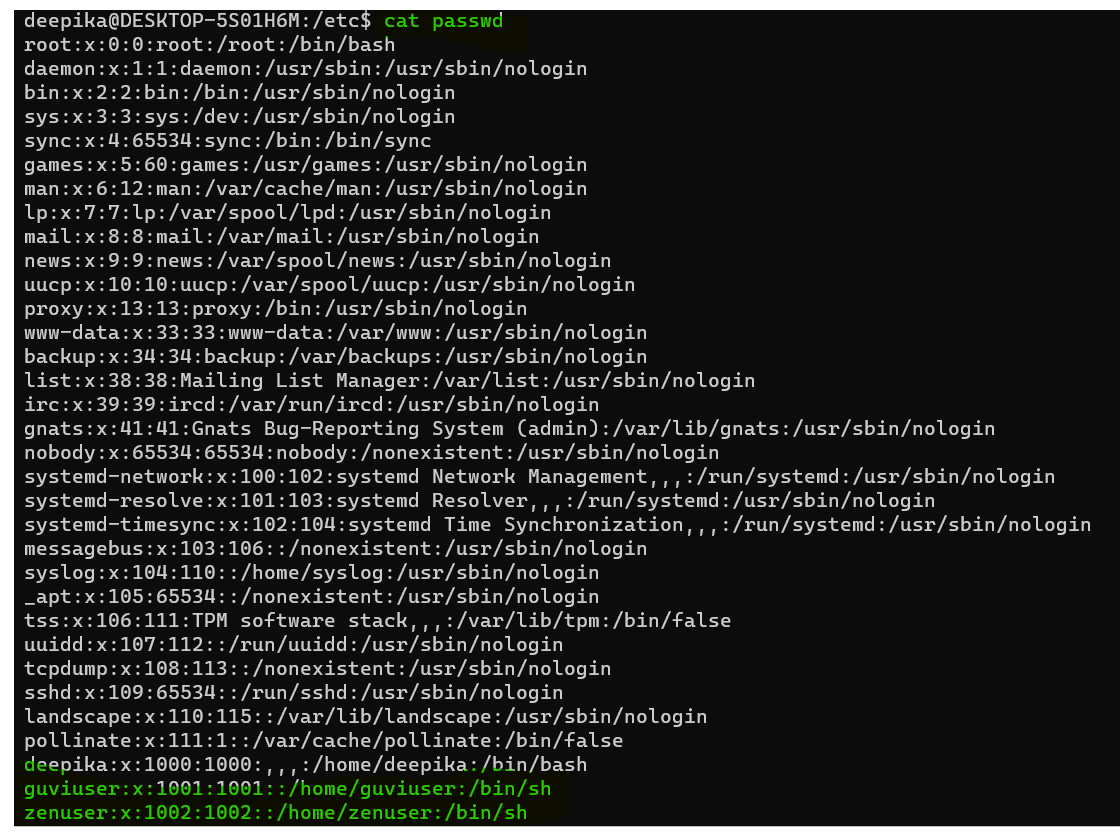 deepika@DESKTOP-5S01H6M:/etc$ cat passwd
root:x:0:0:root:/root:/bin/bash
daemon:x:1:1:daemon:/usr/sbin:/usr/sbin/nologin
bin:x:2:2:bin:/bin:/usr/sbin/nologin
sys:x:3:3:sys:/dev:/usr/sbin/nologin
sync:x:4:65534:sync:/bin:/bin/sync
games:x:5:60:games:/usr/games:/usr/sbin/nologin
man:x:6:12:man:/var/cache/man:/usr/sbin/nologin
lp:x:7:7:lp:/var/spool/lpd:/usr/sbin/nologin
mail:x:8:8:mail:/var/mail:/usr/sbin/nologin
news:x:9:9:news:/var/spool/news:/usr/sbin/nologin
uucp:x:10:10:uucp:/var/spool/uucp:/usr/sbin/nologin
proxy:x:13:13:proxy:/bin:/usr/sbin/nologin
www-data:x:33:33:www-data:/var/www:/usr/sbin/nologin
backup:x:34:34:backup:/var/backups:/usr/sbin/nologin
list:x:38:38:Mailing List Manager:/var/list:/usr/sbin/nologin
irc:x:39:39:ircd:/var/run/ircd:/usr/sbin/nologin
gnats:x:41:41:Gnats Bug-Reporting System (admin):/var/lib/gnats:/usr/sbin/nologin
nobody:x:65534:65534:nobody:/nonexistent:/usr/sbin/nologin
systemd-network:x:100:102:systemd Network Management,,,:/run/systemd:/usr/sbin/nologin
systemd-resolve:x:101:103:systemd Resolver,,,:/run/systemd:/usr/sbin/nologin
systemd-timesync:x:102:104:systemd Time Synchronization,,,:/run/systemd:/usr/sbin/nologin
messagebus:x:103:106::/nonexistent:/usr/sbin/nologin
syslog:x:104:110::/home/syslog:/usr/sbin/nologin
_apt:x:105:65534::/nonexistent:/usr/sbin/nologin
tss:x:106:111:TPM software stack,,,:/var/lib/tpm:/bin/false
uuidd:x:107:112::/run/uuidd:/usr/sbin/nologin
tcpdump:x:108:113::/nonexistent:/usr/sbin/nologin
sshd:x:109:65534::/run/sshd:/usr/sbin/nologin
landscape:x:110:115::/var/lib/landscape:/usr/sbin/nologin
pollinate:x:111:1::/var/cache/pollinate:/bin/false
deepika:x:1000:1000:,,,:/home/deepika:/bin/bash
guviuser:x:1001:1001::/home/guviuser:/bin/sh
zenuser:x:1002:1002::/home/zenuser:/bin/sh